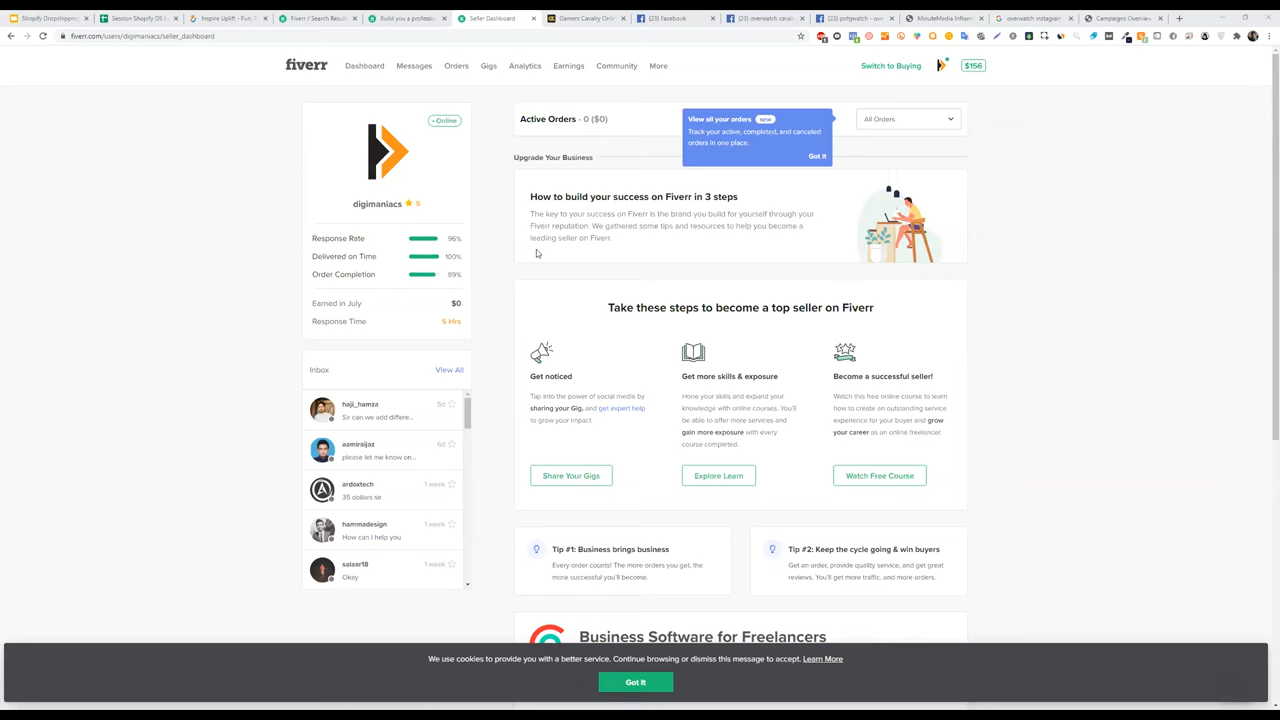 Gooogle Dropshipping
Session Shopify DS b
Inspire Uplift - Fun, F
Fiverr / Search Result
Build you a professi
Seller Dashboard
Gamers Cavalry Onlin
(23) Facebook
(23) overwatch cava
(23) potgwatch - ov
MinuteMedia Influen
overwatch instagram
Campaigns Overview
fiverr.com/users/digimaniacs/seller_dashboard
fiverr
Dashboard Messages Orders Gigs Analytics Earnings Community More
Switch to Buying
$156
• Online
digimaniacs 5
Response Rate 96%
Delivered on Time 100%
Order Completion 89%
Earned in July $0
Response Time 5 Hrs
Inbox View All
haji_hamza 5d
Sir can we add differe...
aamiraijaz 6d
please let me know on...
ardoxtech 1 week
35 dollars sir
hammadesign 1 week
How can I help you
salaar18 1 week
Okay
Active Orders - 0 ($0)
View all your orders NEW
Track your active, completed, and canceled
orders in one place.
Got It
All Orders
Upgrade Your Business
How to build your success on Fiverr in 3 steps
The key to your success on Fiverr is the brand you build for yourself through your
Fiverr reputation. We gathered some tips and resources to help you become a
leading seller on Fiverr.
Take these steps to become a top seller on Fiverr
Get noticed
Tap into the power of social media by
sharing your Gig, and get expert help
to grow your impact
Share Your Gigs
Get more skills & exposure
Hone your skills and expand your
knowledge with online courses. You'll
be able to offer more services and
gain more exposure with every
course completed.
Explore Learn
Become a successful seller!
Watch this free online course to learn
how to create an outstanding service
experience for your buyer and grow
your career as an online freelancer.
Watch Free Course
Tip #1: Business brings business
Every order counts! The more orders you get, the
more successful you'll become.
Tip #2: Keep the cycle going & win buyers
Get an order, provide quality service, and get great
reviews. You'll get more traffic, and more orders.
Business Software for Freelancers
We use cookies to provide you with a better service. Continue browsing or dismiss this message to accept. Learn More
Got It